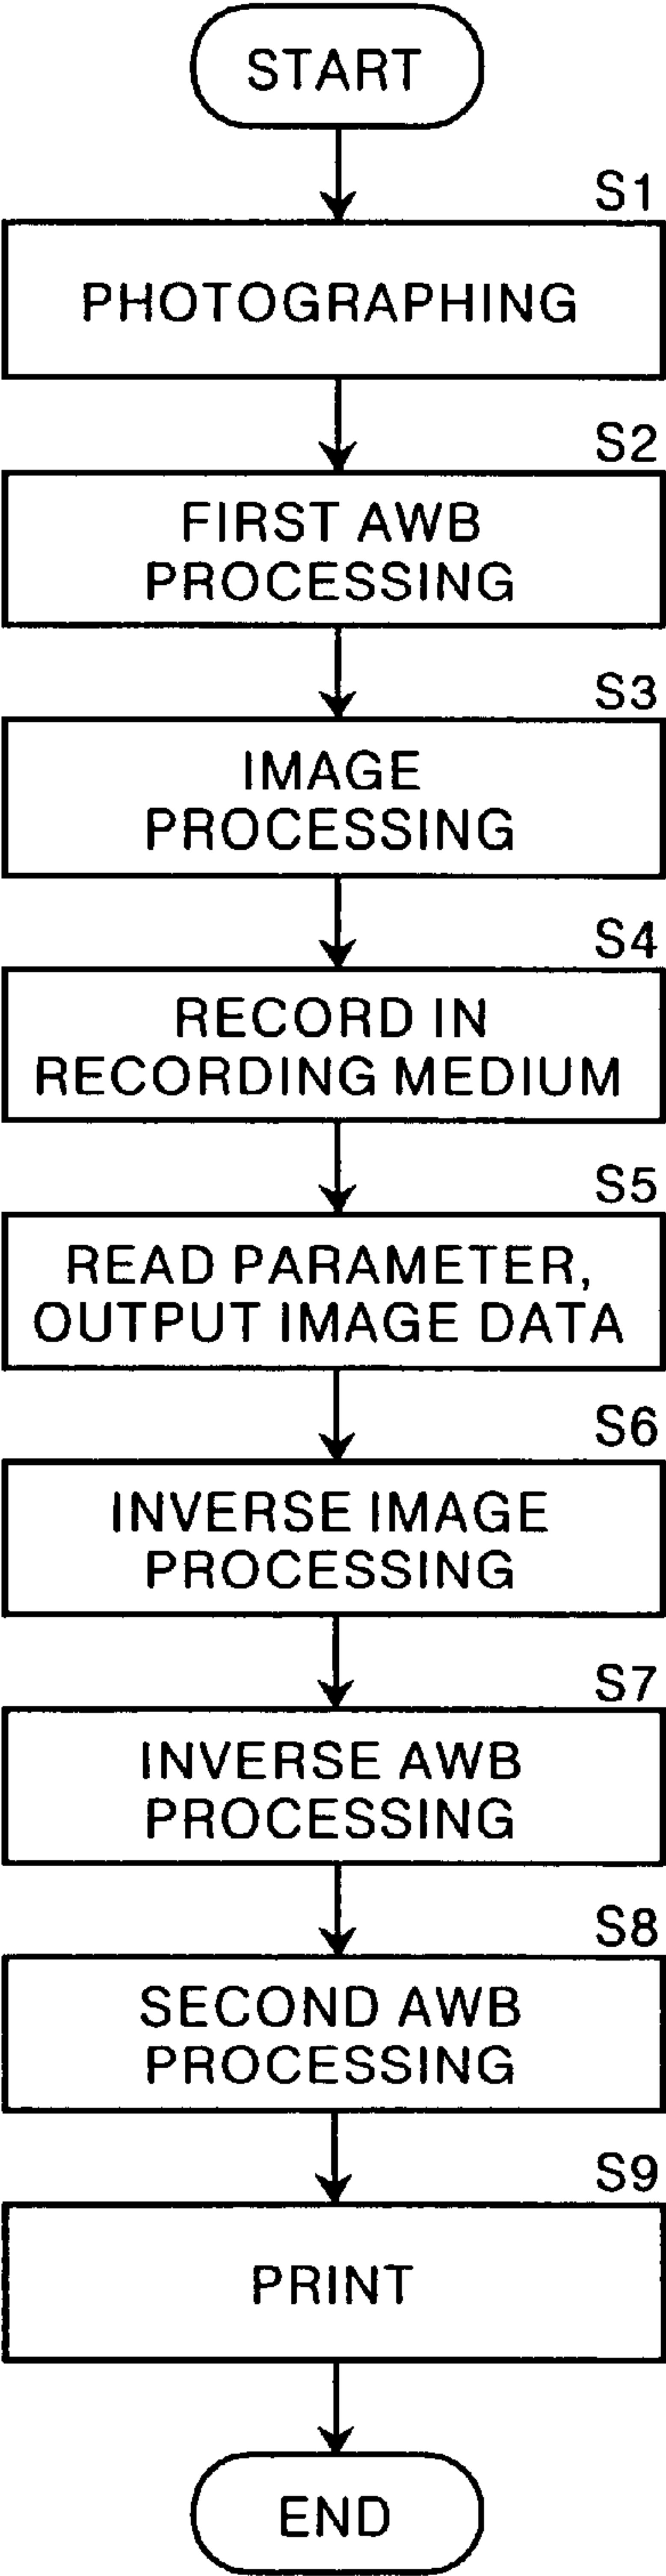 START
S1
PHOTOGRAPHING
S2
FIRST AWB
PROCESSING
S3
IMAGE
PROCESSING
S4
RECORD IN
RECORDING MEDIUM
S5
READ PARAMETER,
OUTPUT IMAGE DATA
S6
INVERSE IMAGE
PROCESSING
S7
INVERSE AWB
PROCESSING
S8
SECOND AWB
PROCESSING
S9
PRINT
END